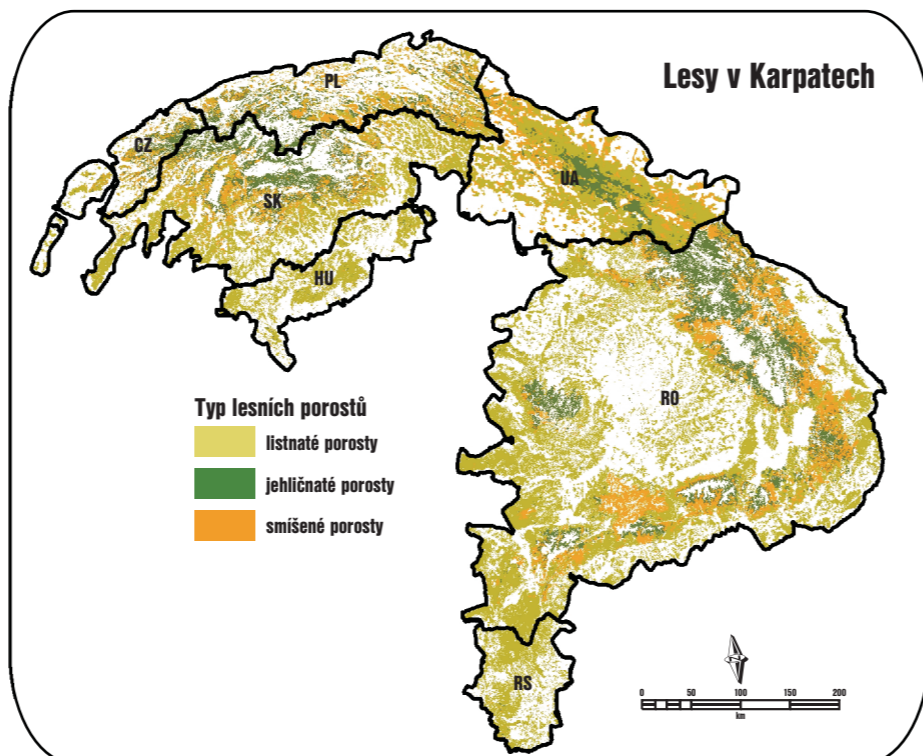 Lesy v Karpatech
PL
CZ
SK
UA
HU
RO
RS
Typ lesních porostů
listnaté porosty
jehličnaté porosty
smíšené porosty
0 50 100 150 200
km